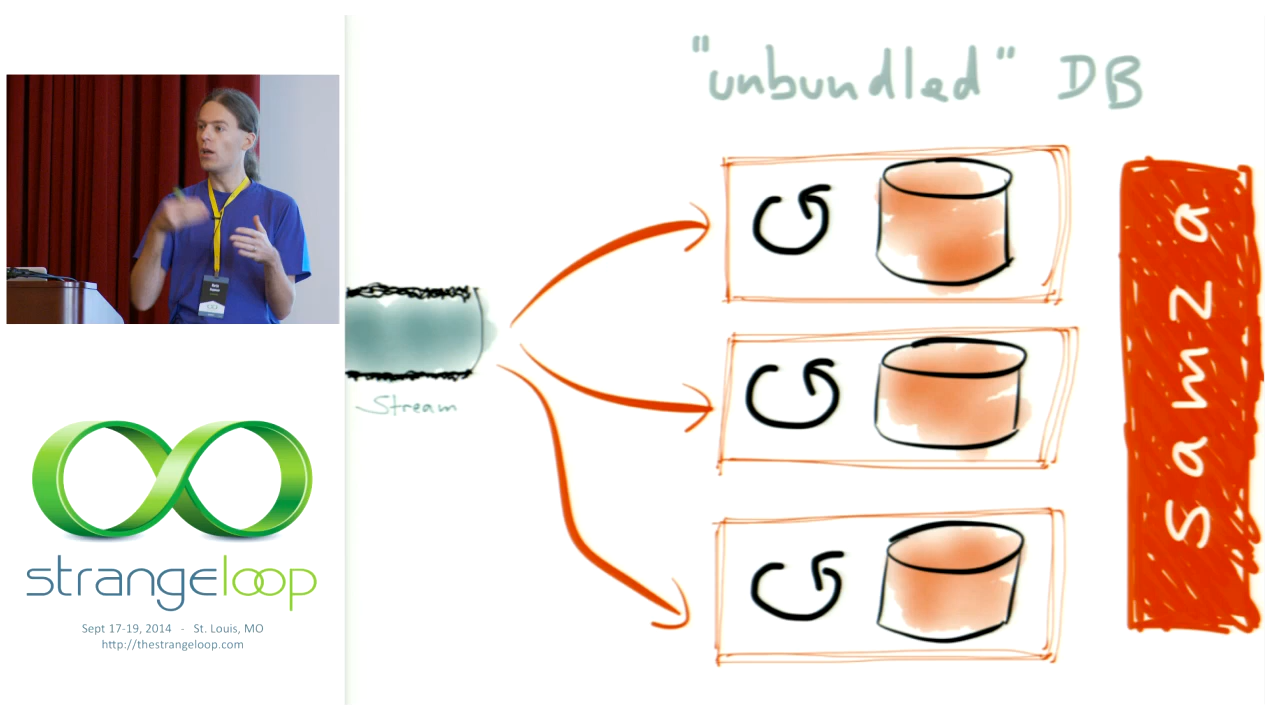 "unbundled" DB
Stream
samza
strangeloop
Sept 17-19, 2014 - St. Louis, MO
http://thestrangeloop.com